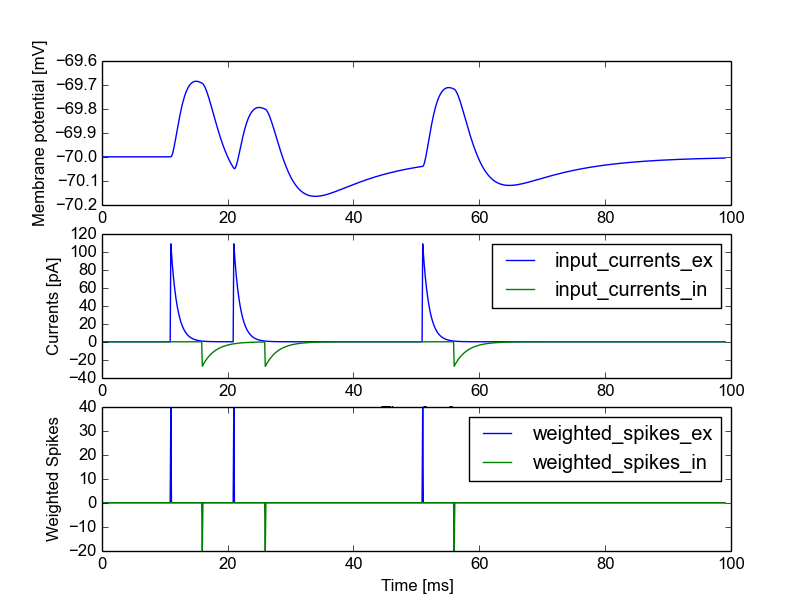 Membrane potential [mV]
−69.6
−69.7
−69.8
−69.9
−70.0
−70.1
−70.2
0 20 40 60 80 100
Currents [pA]
120
100
80
60
40
20
0
−20
−40
input_currents_ex
input_currents_in
0 20 40 60 80 100
Weighted Spikes
40
30
20
10
0
−10
−20
weighted_spikes_ex
weighted_spikes_in
0 20 40 60 80 100
Time [ms]